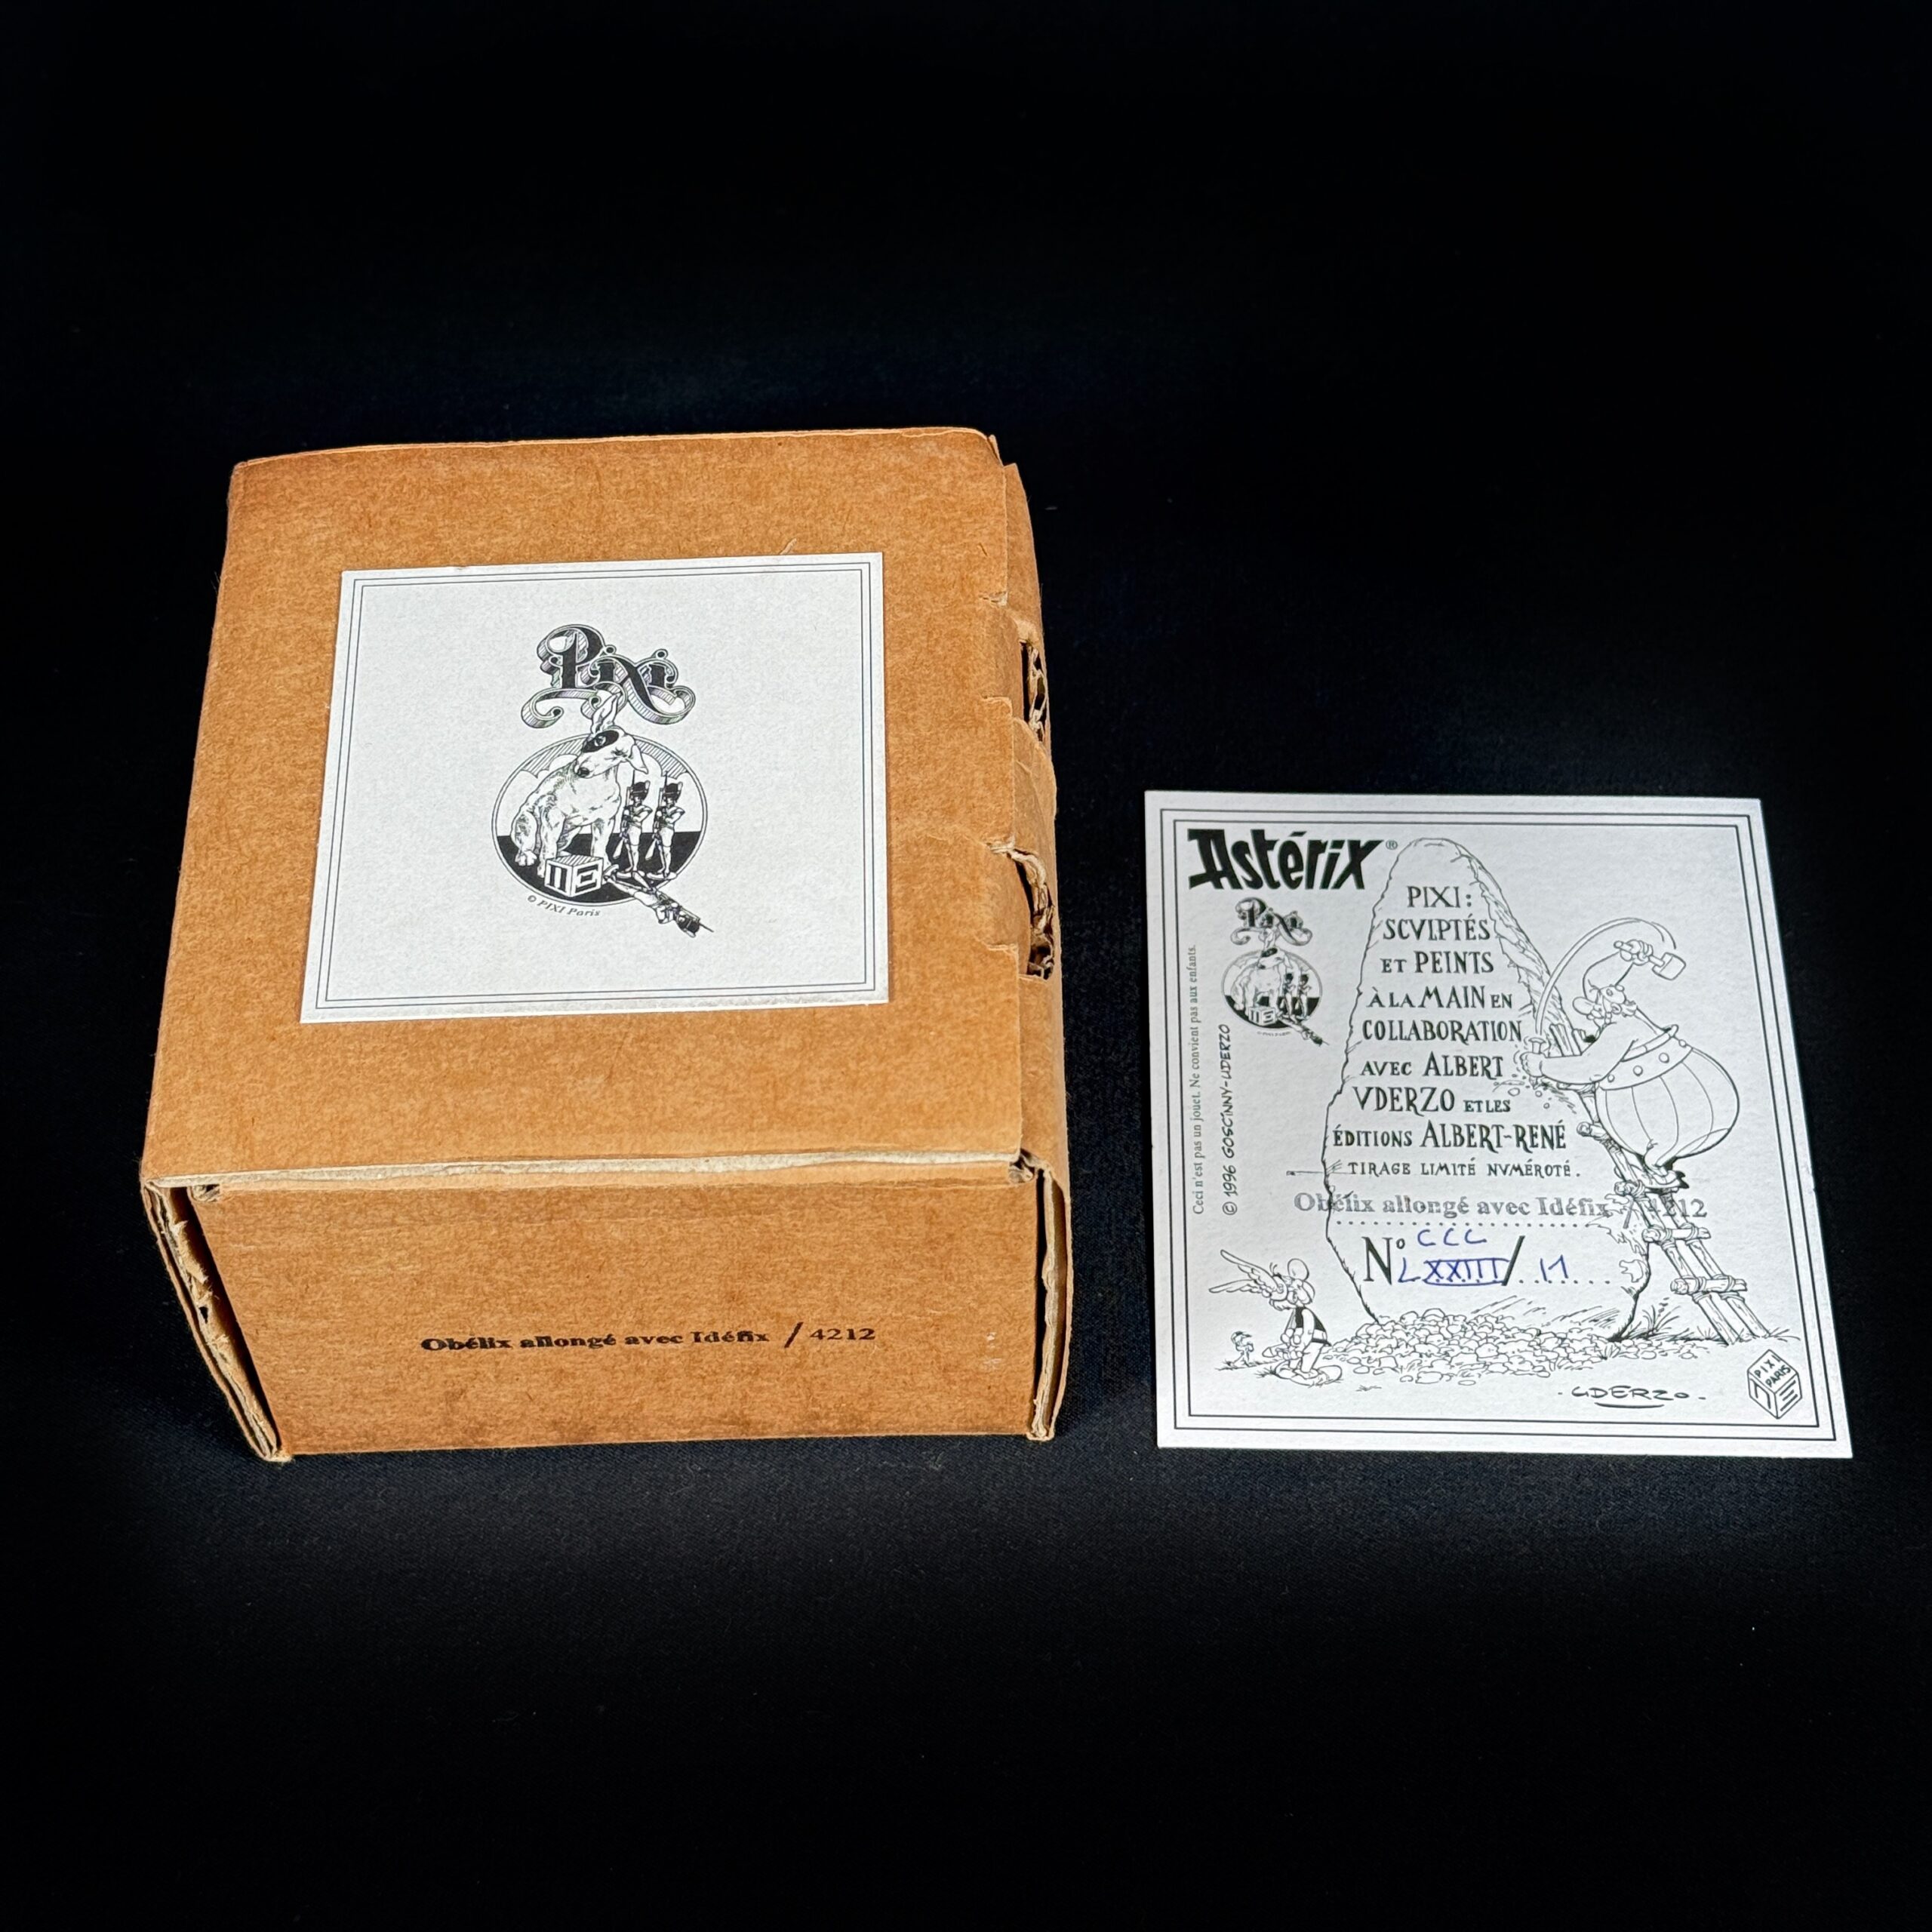 Pixi
© PIXI Paris
Obélix allongé avec Idéfix / 4212
Astérix®
Pixi
PIXI:
SCVLPTÉS
ET PEINTS
À LA MAIN EN
COLLABORATION
AVEC ALBERT
VDERZO ET LES
ÉDITIONS ALBERT-RENÉ
TIRAGE LIMITÉ NVMÉROTÉ.
Obélix allongé avec Idéfix / 4212
CCC
No LXXIII/
Ceci n'est pas un jouet. Ne convient pas aux enfants.
© 1996 GOSCINNY-UDERZO
UDERZO
PIXI
PARIS